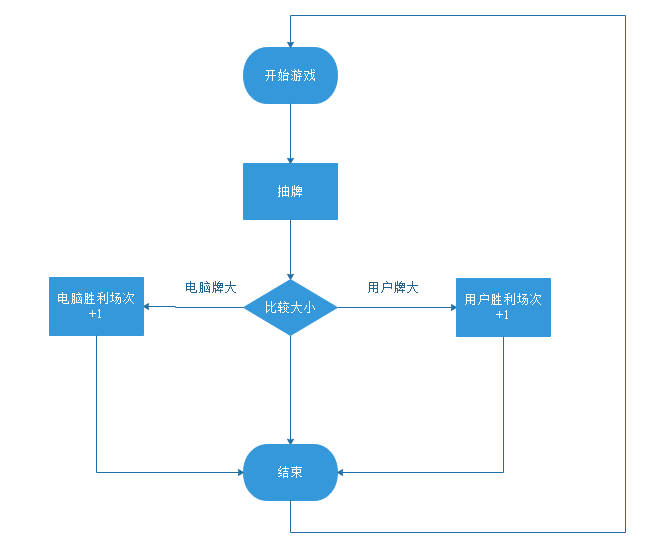 开始游戏
抽牌
电脑牌大
用户牌大
电脑胜利场次
+1
比较大小
用户胜利场次
+1
结束